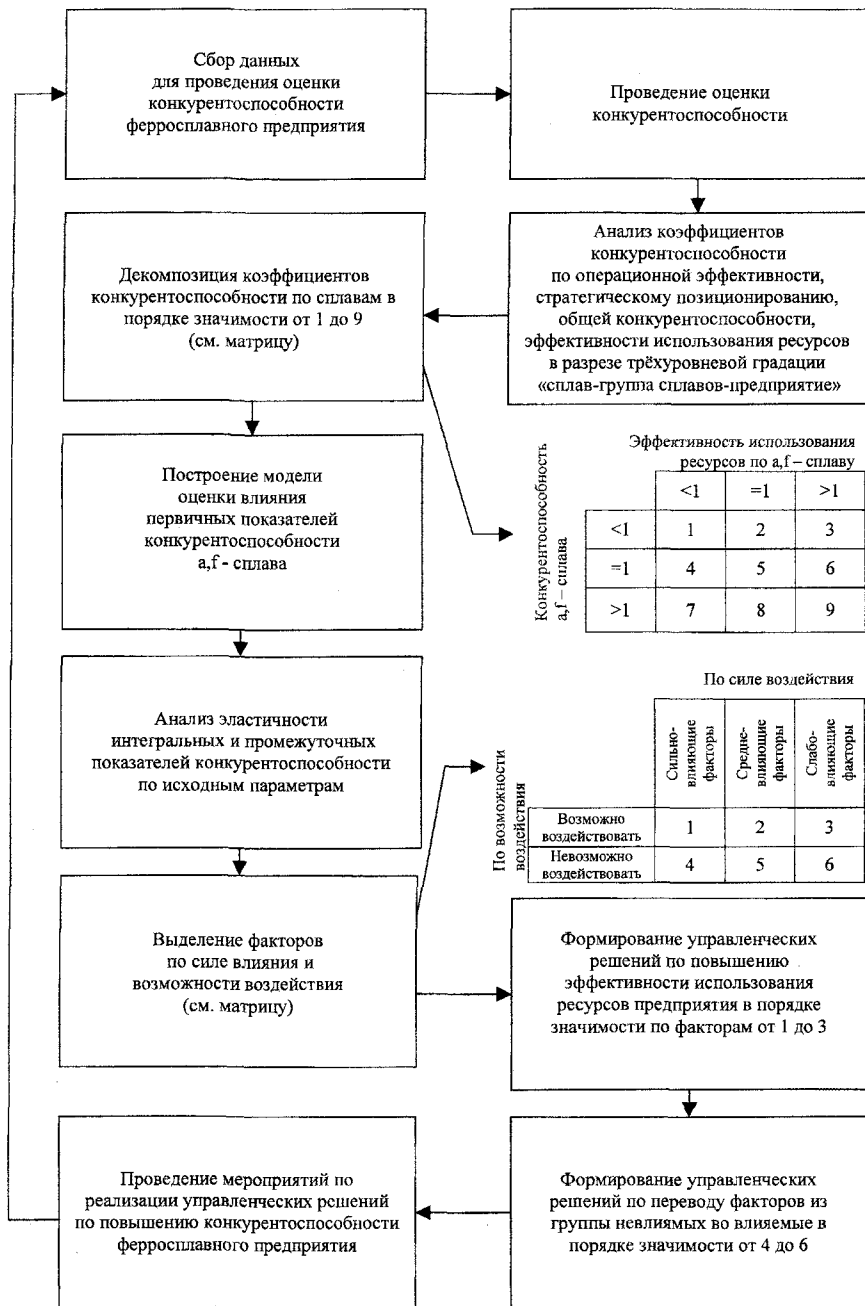 Сбор данных
для проведения оценки
конкурентоспособности
ферросплавного предприятия
Проведение оценки
конкурентоспособности
Анализ коэффициентов
конкурентоспособности
по операционной эффективности,
стратегическому позиционированию,
общей конкурентоспособности,
эффективности использования ресурсов
в разрезе трёхуровневой градации
«сплав-группа сплавов-предприятие»
Декомпозиция коэффициентов
конкурентоспособности по сплавам в
порядке значимости от 1 до 9
(см. матрицу)
Эффективность использования
ресурсов по a,f – сплаву
Конкурентоспособность
a,f – сплава
<1 =1 >1
<1 1 2 3
=1 4 5 6
>1 7 8 9
Построение модели
оценки влияния
первичных показателей
конкурентоспособности
a,f - сплава
Анализ эластичности
интегральных и промежуточных
показателей конкурентоспособности
по исходным параметрам
По силе воздействия
По возможности
воздействия
Сильно-
влияющие
факторы
Средне-
влияющие
факторы
Слабо-
влияющие
факторы
Возможно
воздействовать
1 2 3
Невозможно
воздействовать
4 5 6
Выделение факторов
по силе влияния и
возможности воздействия
(см. матрицу)
Формирование управленческих
решений по повышению
эффективности использования
ресурсов предприятия в порядке
значимости по факторам от 1 до 3
Формирование управленческих
решений по переводу факторов из
группы невлиямых во влияемые в
порядке значимости от 4 до 6
Проведение мероприятий по
реализации управленческих решений
по повышению конкурентоспособности
ферросплавного предприятия